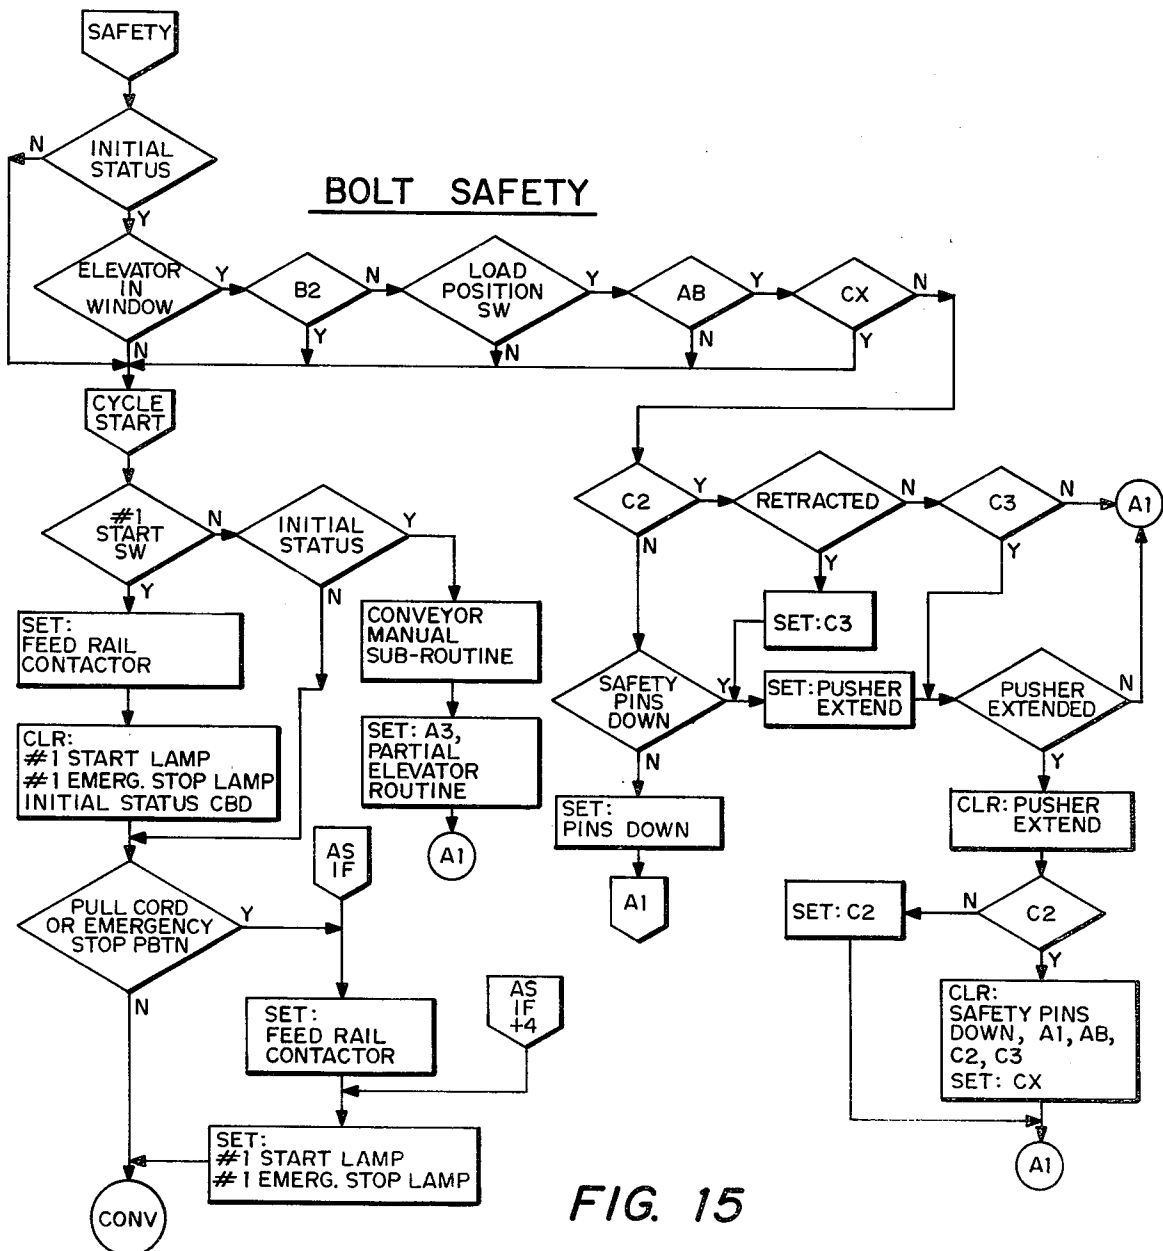 SAFETY
INITIAL
STATUS
N
Y
BOLT SAFETY
ELEVATOR
IN
WINDOW
Y
N
B2
N
Y
LOAD
POSITION
SW
Y
N
AB
Y
N
CX
N
Y
CYCLE
START
#1
START
SW
N
Y
INITIAL
STATUS
Y
N
SET:
FEED RAIL
CONTACTOR
CONVEYOR
MANUAL
SUB-ROUTINE
CLR:
#1 START LAMP
#1 EMERG. STOP LAMP
INITIAL STATUS CBD
SET: A3,
PARTIAL
ELEVATOR
ROUTINE
A1
PULL CORD
OR EMERGENCY
STOP PBTN
Y
N
AS
IF
SET:
FEED RAIL
CONTACTOR
AS
IF
+4
SET:
#1 START LAMP
#1 EMERG. STOP LAMP
CONV
C2
Y
N
RETRACTED
N
Y
C3
N
Y
A1
SET:C3
SAFETY
PINS
DOWN
Y
N
SET:PUSHER
EXTEND
PUSHER
EXTENDED
N
Y
SET:
PINS DOWN
A1
CLR:PUSHER
EXTEND
C2
N
Y
SET:C2
CLR:
SAFETY PINS
DOWN, A1, AB,
C2, C3
SET: CX
A1
FIG. 15